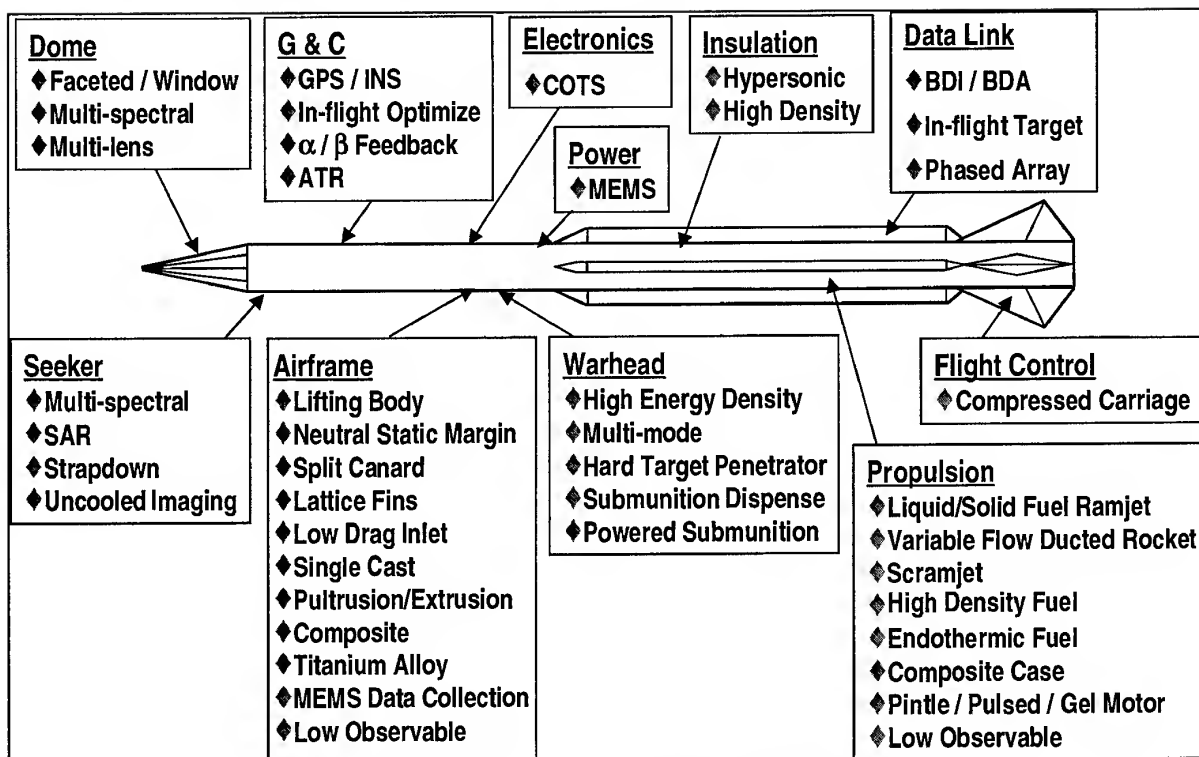 Dome
◆Faceted / Window
◆Multi-spectral
◆Multi-lens
G & C
◆GPS / INS
◆In-flight Optimize
◆α / β Feedback
◆ATR
Electronics
◆COTS
Power
◆MEMS
Insulation
◆Hypersonic
◆High Density
Data Link
◆BDI / BDA
◆In-flight Target
◆Phased Array
Seeker
◆Multi-spectral
◆SAR
◆Strapdown
◆Uncooled Imaging
Airframe
◆Lifting Body
◆Neutral Static Margin
◆Split Canard
◆Lattice Fins
◆Low Drag Inlet
◆Single Cast
◆Pultrusion/Extrusion
◆Composite
◆Titanium Alloy
◆MEMS Data Collection
◆Low Observable
Warhead
◆High Energy Density
◆Multi-mode
◆Hard Target Penetrator
◆Submunition Dispense
◆Powered Submunition
Flight Control
◆Compressed Carriage
Propulsion
◆Liquid/Solid Fuel Ramjet
◆Variable Flow Ducted Rocket
◆Scramjet
◆High Density Fuel
◆Endothermic Fuel
◆Composite Case
◆Pintle / Pulsed / Gel Motor
◆Low Observable